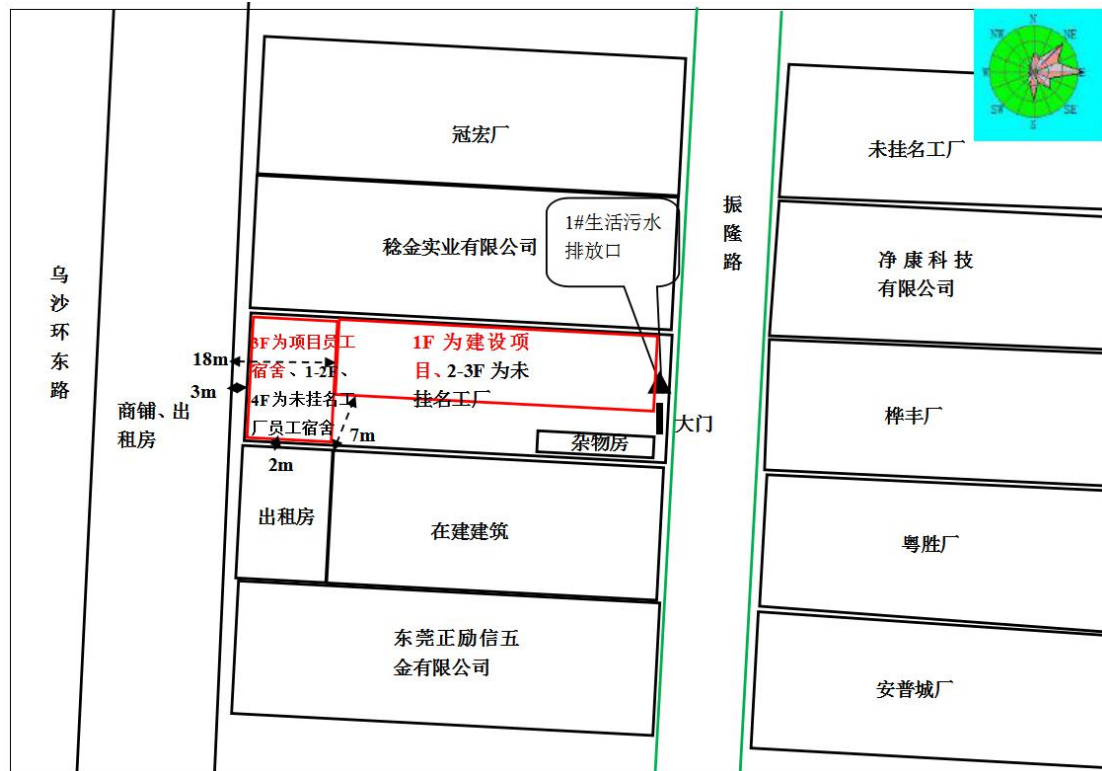 N
NW
NE
W
E
SW
SE
S
冠宏厂
未挂名工厂
稔金实业有限公司
1#生活污水
排放口
振
隆
路
净康科技
有限公司
乌
沙
环
东
路
3F为项目员工
宿舍、1-2F、
4F为未挂名工
厂员工宿舍
1F 为建设项
目、2-3F 为未
挂名工厂
18m
3m
商铺、出
租房
7m
2m
大门
杂物房
桦丰厂
出租房
在建建筑
粤胜厂
东莞正励信五
金有限公司
安普城厂